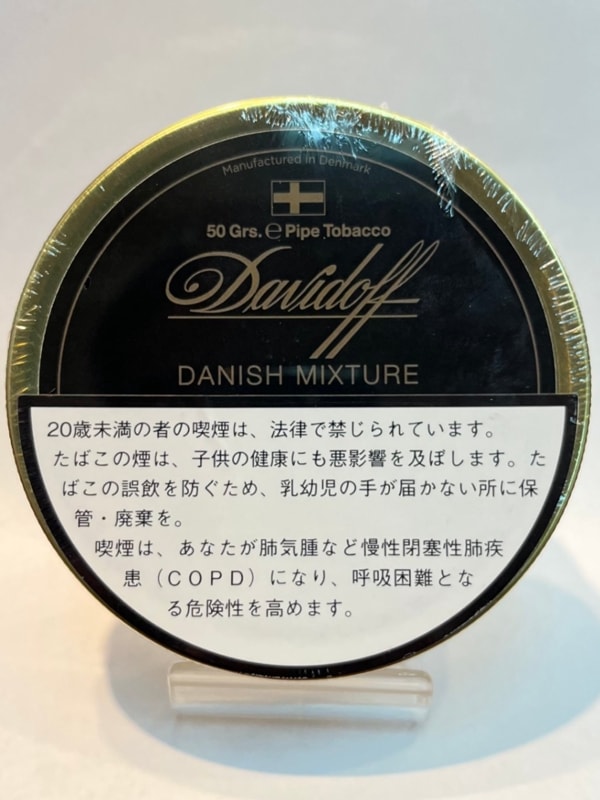 Manufactured in Denmark
50 Grs. ℮ Pipe Tobacco
Davidoff
DANISH MIXTURE
20歳未満の者の喫煙は、法律で禁じられています。
たばこの煙は、子供の健康にも悪影響を及ぼします。た
ばこの誤飲を防ぐため、乳幼児の手が届かない所に保
管・廃棄を。
喫煙は、あなたが肺気腫など慢性閉塞性肺疾
患（COPD）になり、呼吸困難とな
る危険性を高めます。